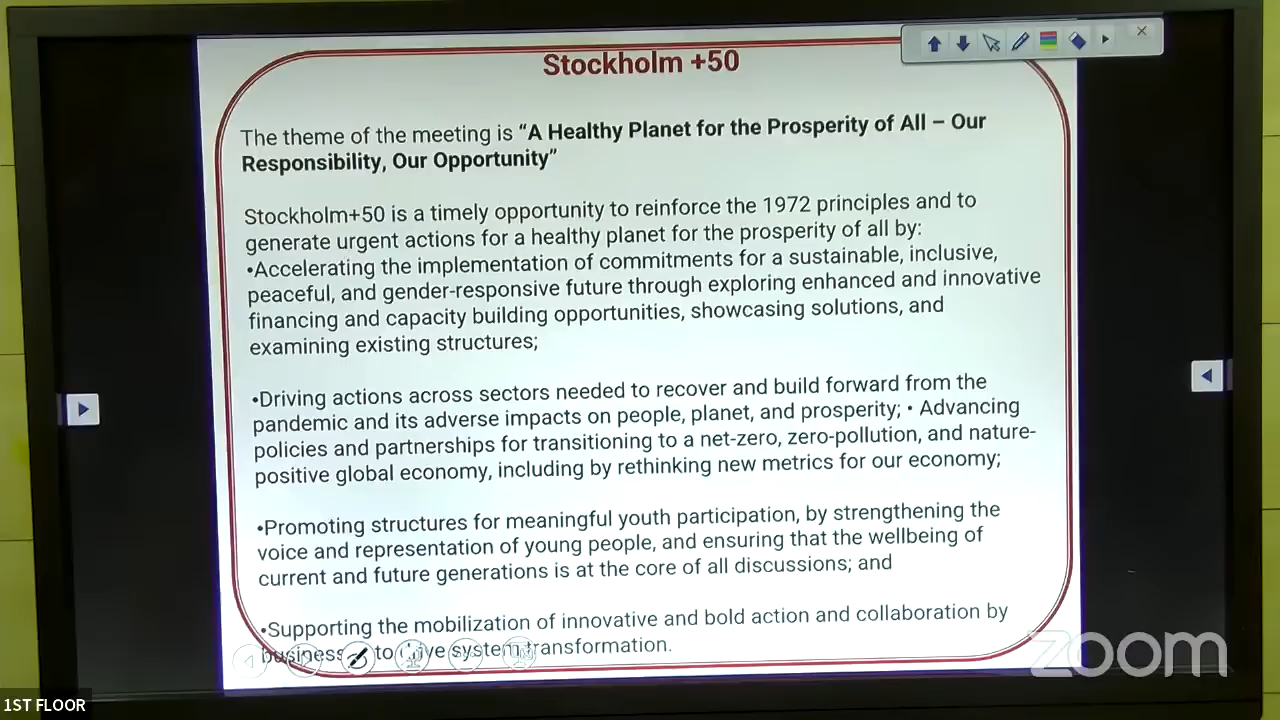 Stockholm +50
The theme of the meeting is “A Healthy Planet for the Prosperity of All – Our
Responsibility, Our Opportunity”
Stockholm+50 is a timely opportunity to reinforce the 1972 principles and to
generate urgent actions for a healthy planet for the prosperity of all by:
•Accelerating the implementation of commitments for a sustainable, inclusive,
peaceful, and gender-responsive future through exploring enhanced and innovative
financing and capacity building opportunities, showcasing solutions, and
examining existing structures;
•Driving actions across sectors needed to recover and build forward from the
pandemic and its adverse impacts on people, planet, and prosperity; • Advancing
policies and partnerships for transitioning to a net-zero, zero-pollution, and nature-
positive global economy, including by rethinking new metrics for our economy;
•Promoting structures for meaningful youth participation, by strengthening the
voice and representation of young people, and ensuring that the wellbeing of
current and future generations is at the core of all discussions; and
•Supporting the mobilization of innovative and bold action and collaboration by
to system transformation.
zoom
1ST FLOOR